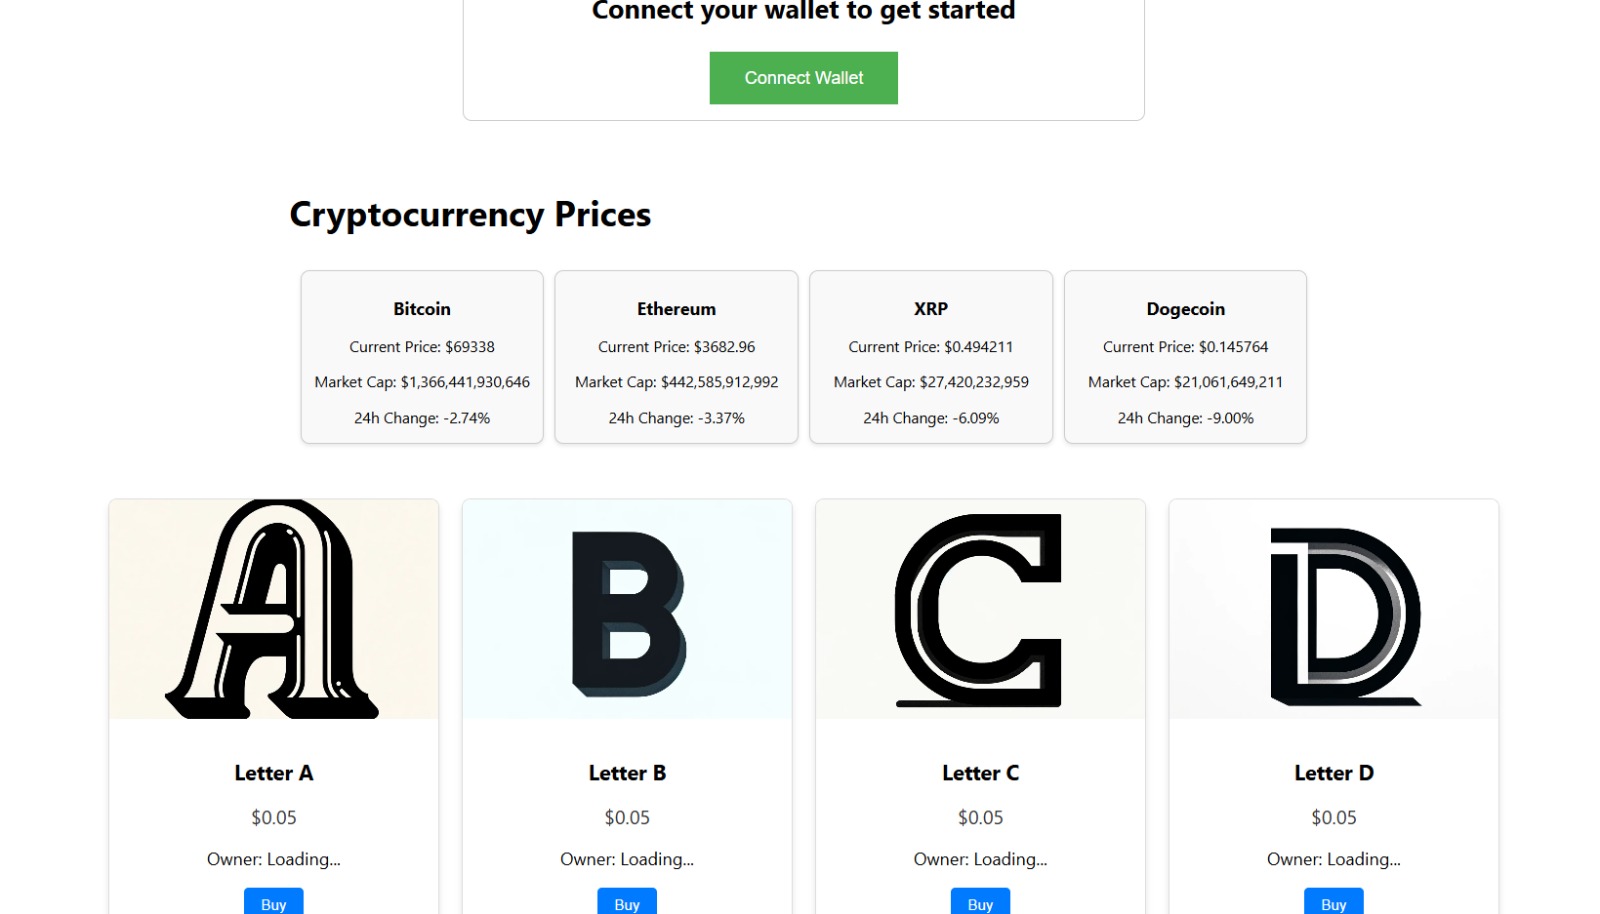 Connect your wallet to get started
Connect Wallet
Cryptocurrency Prices
Bitcoin
Current Price: $69338
Market Cap: $1,366,441,930,646
24h Change: -2.74%
Ethereum
Current Price: $3682.96
Market Cap: $442,585,912,992
24h Change: -3.37%
XRP
Current Price: $0.494211
Market Cap: $27,420,232,959
24h Change: -6.09%
Dogecoin
Current Price: $0.145764
Market Cap: $21,061,649,211
24h Change: -9.00%
A
Letter A
$0.05
Owner: Loading...
Buy
B
Letter B
$0.05
Owner: Loading...
Buy
C
Letter C
$0.05
Owner: Loading...
Buy
D
Letter D
$0.05
Owner: Loading...
Buy